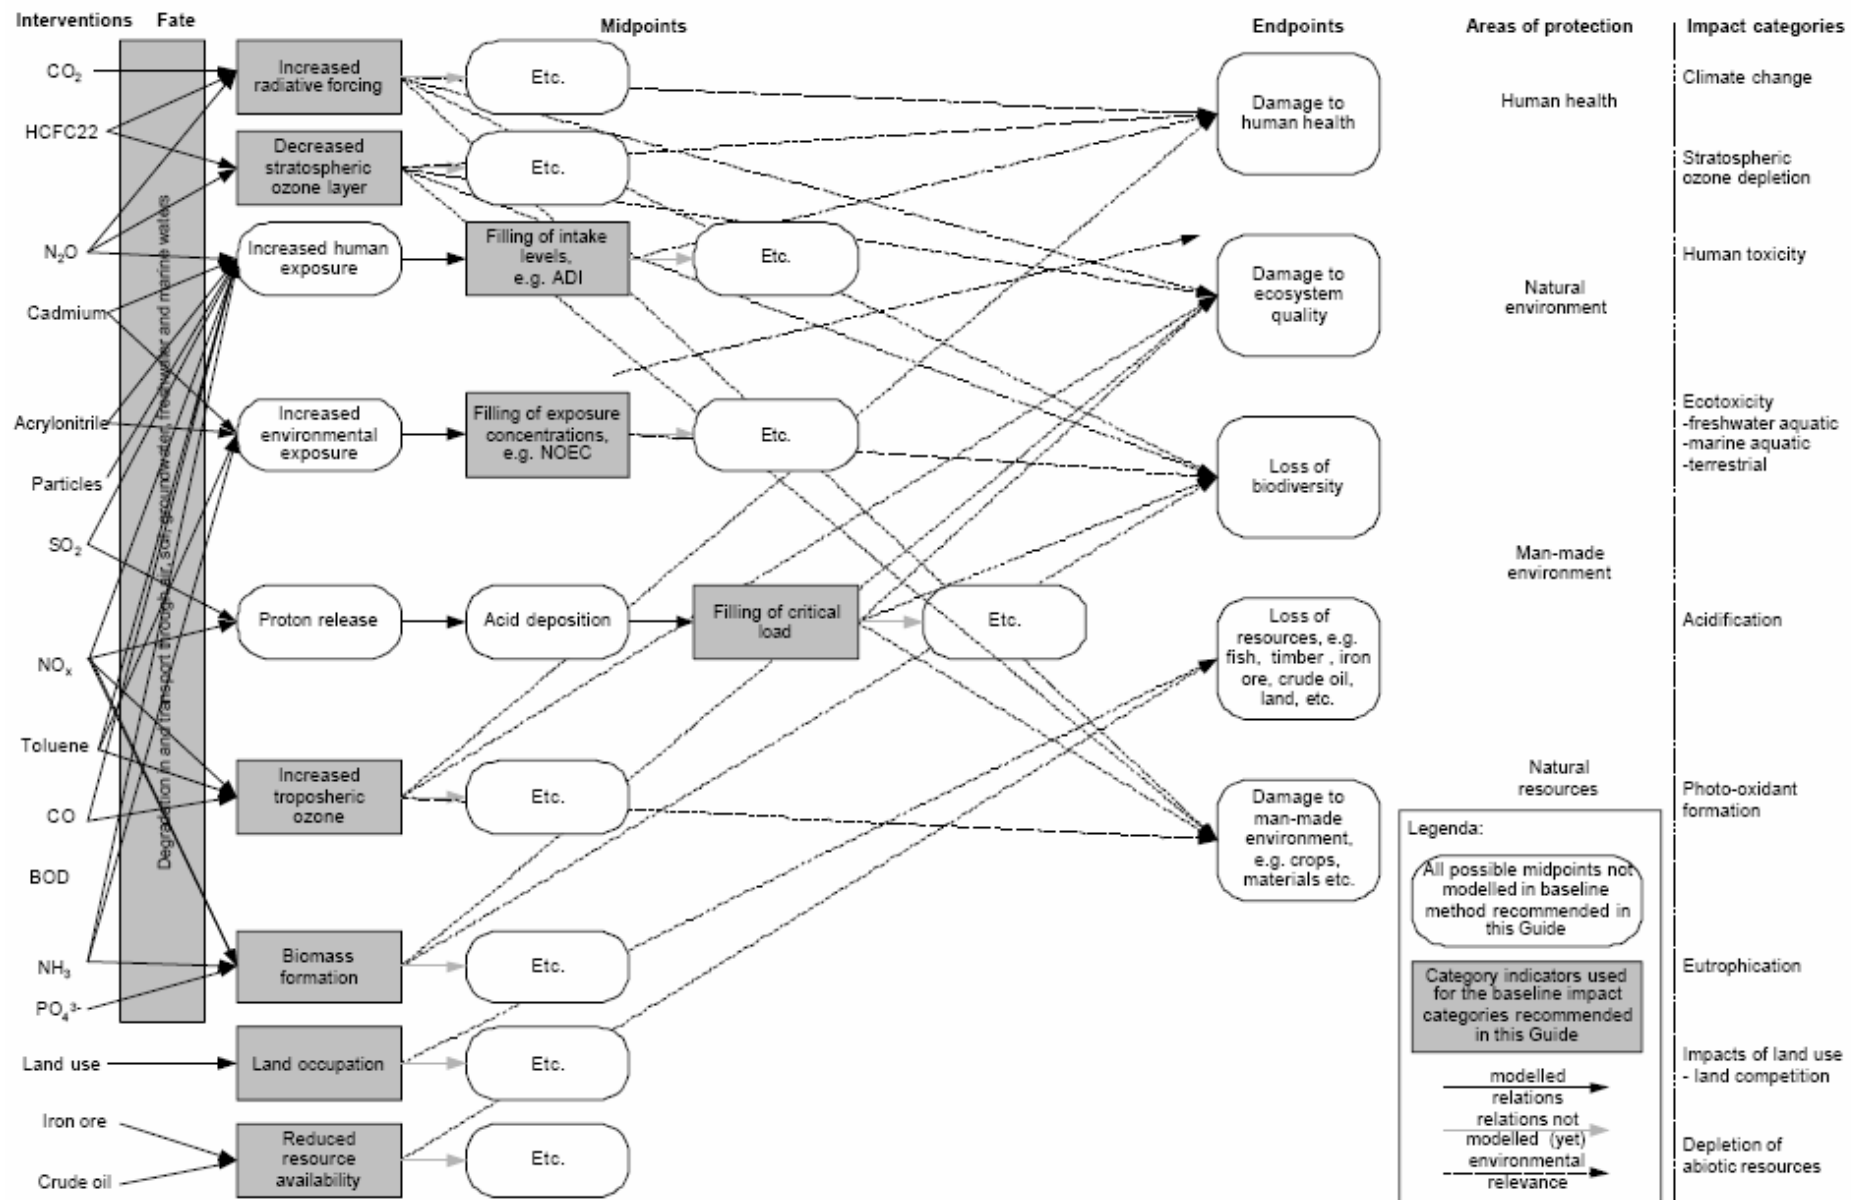 Interventions
Fate
Midpoints
Endpoints
Areas of protection
Impact categories
CO₂
HCFC22
N₂O
Cadmium
Acrylonitrile
Particles
SO₂
NOₓ
Toluene
CO
BOD
NH₃
PO₄³⁻
Land use
Iron ore
Crude oil
Degradation in and transport through air, soil, groundwater, freshwater and marine waters
Increased
radiative forcing
Etc.
Decreased
stratospheric
ozone layer
Etc.
Increased human
exposure
Filling of intake
levels,
e.g. ADI
Etc.
Increased
environmental
exposure
Filling of exposure
concentrations,
e.g. NOEC
Etc.
Proton release
Acid deposition
Filling of critical
load
Etc.
Increased
troposheric
ozone
Etc.
Biomass
formation
Etc.
Land occupation
Etc.
Reduced
resource
availability
Etc.
Damage to
human health
Damage to
ecosystem
quality
Loss of
biodiversity
Loss of
resources, e.g.
fish, timber , iron
ore, crude oil,
land, etc.
Damage to
man-made
environment,
e.g. crops,
materials etc.
Human health
Natural
environment
Man-made
environment
Natural
resources
Legenda:
All possible midpoints not
modelled in baseline
method recommended in
this Guide
Category indicators used
for the baseline impact
categories recommended
in this Guide
modelled
relations
relations not
modelled (yet)
environmental
relevance
Climate change
Stratospheric
ozone depletion
Human toxicity
Ecotoxicity
-freshwater aquatic
-marine aquatic
-terrestrial
Acidification
Photo-oxidant
formation
Eutrophication
Impacts of land use
- land competition
Depletion of
abiotic resources